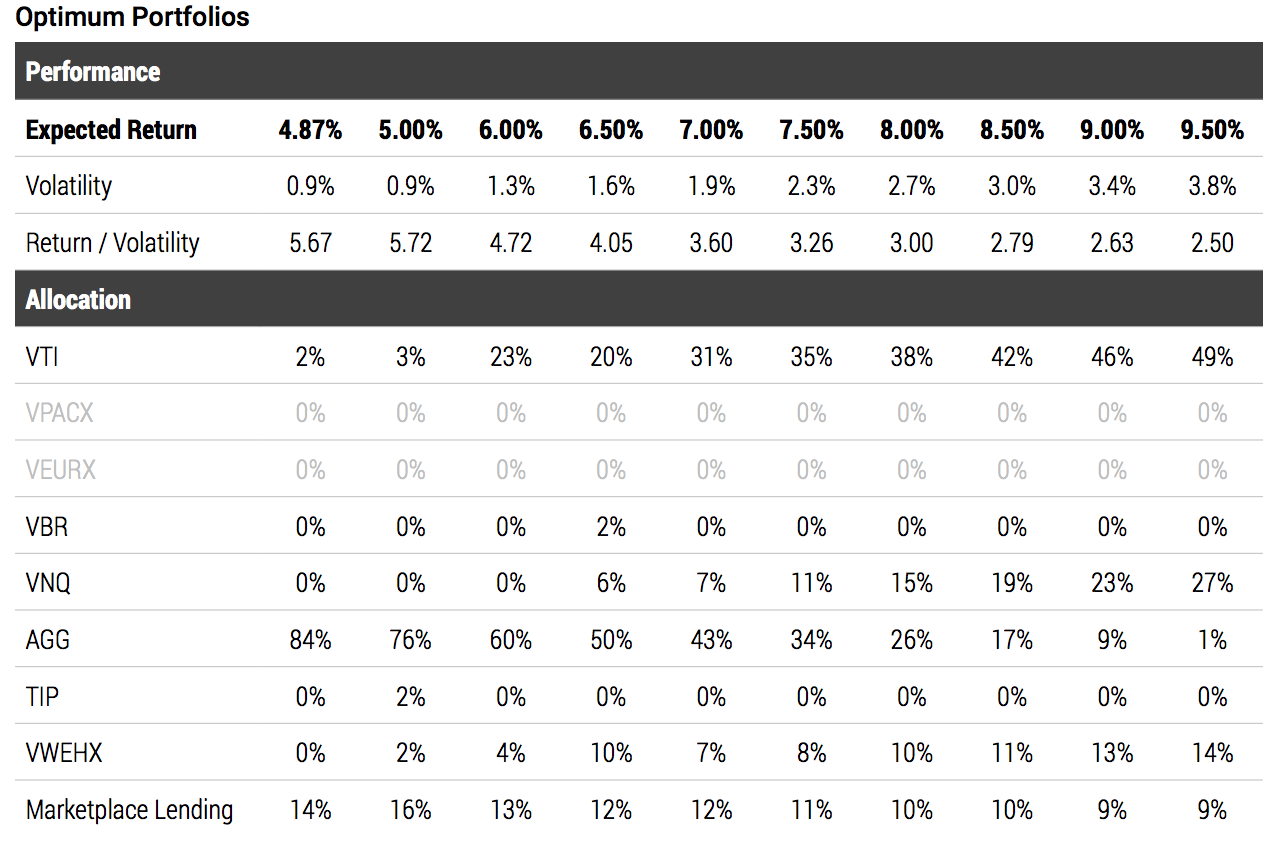 Optimum Portfolios
Performance
Expected Return 4.87% 5.00% 6.00% 6.50% 7.00% 7.50% 8.00% 8.50% 9.00% 9.50%
Volatility 0.9% 0.9% 1.3% 1.6% 1.9% 2.3% 2.7% 3.0% 3.4% 3.8%
Return / Volatility 5.67 5.72 4.72 4.05 3.60 3.26 3.00 2.79 2.63 2.50
Allocation
VTI 2% 3% 23% 20% 31% 35% 38% 42% 46% 49%
VPACX 0% 0% 0% 0% 0% 0% 0% 0% 0% 0%
VEURX 0% 0% 0% 0% 0% 0% 0% 0% 0% 0%
VBR 0% 0% 0% 2% 0% 0% 0% 0% 0% 0%
VNQ 0% 0% 0% 6% 7% 11% 15% 19% 23% 27%
AGG 84% 76% 60% 50% 43% 34% 26% 17% 9% 1%
TIP 0% 2% 0% 0% 0% 0% 0% 0% 0% 0%
VWEHX 0% 2% 4% 10% 7% 8% 10% 11% 13% 14%
Marketplace Lending 14% 16% 13% 12% 12% 11% 10% 10% 9% 9%